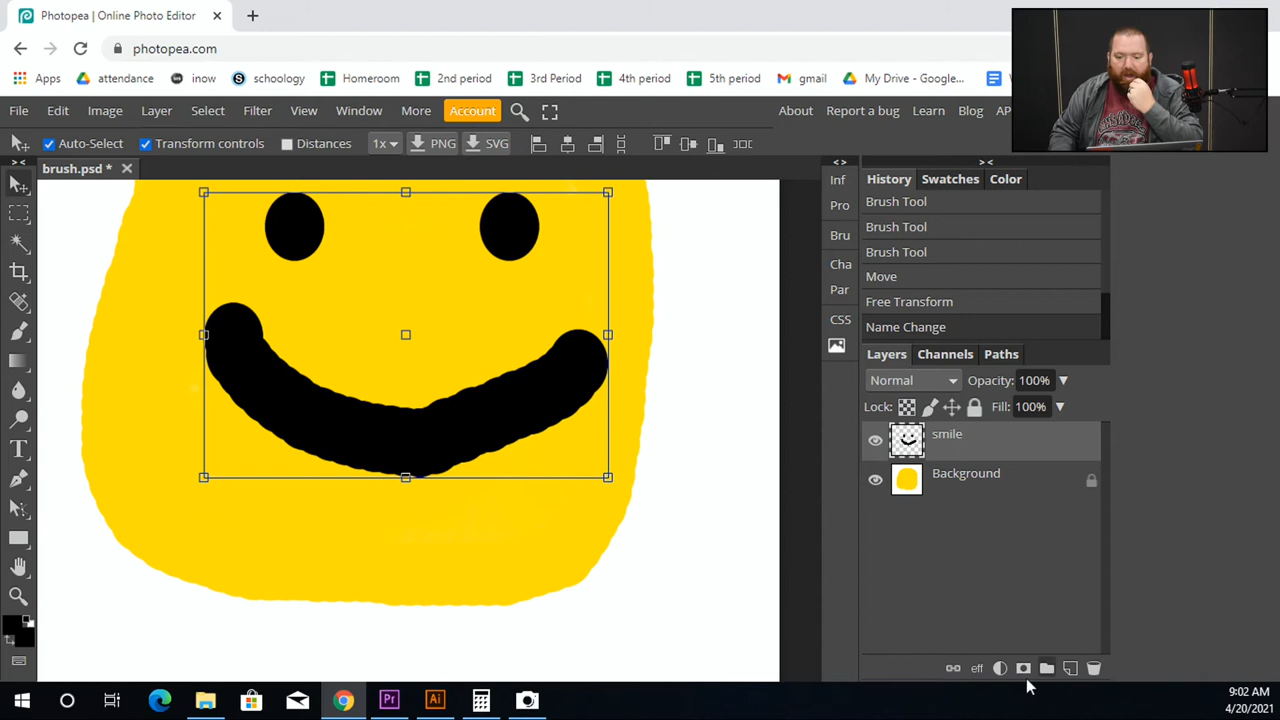 Photopea | Online Photo Editor
photopea.com
Apps attendance inow schoology Homeroom 2nd period 3rd Period 4th period 5th period gmail My Drive - Google...
File Edit Image Layer Select Filter View Window More Account About Report a bug Learn Blog
Auto-Select Transform controls Distances 1x PNG SVG
brush.psd *
Inf
Pro
Bru
Cha
Par
CSS
History Swatches Color
Brush Tool
Brush Tool
Brush Tool
Move
Free Transform
Name Change
Layers Channels Paths
Normal Opacity: 100%
Lock: Fill: 100%
smile
Background
eff
9:02 AM
4/20/2021